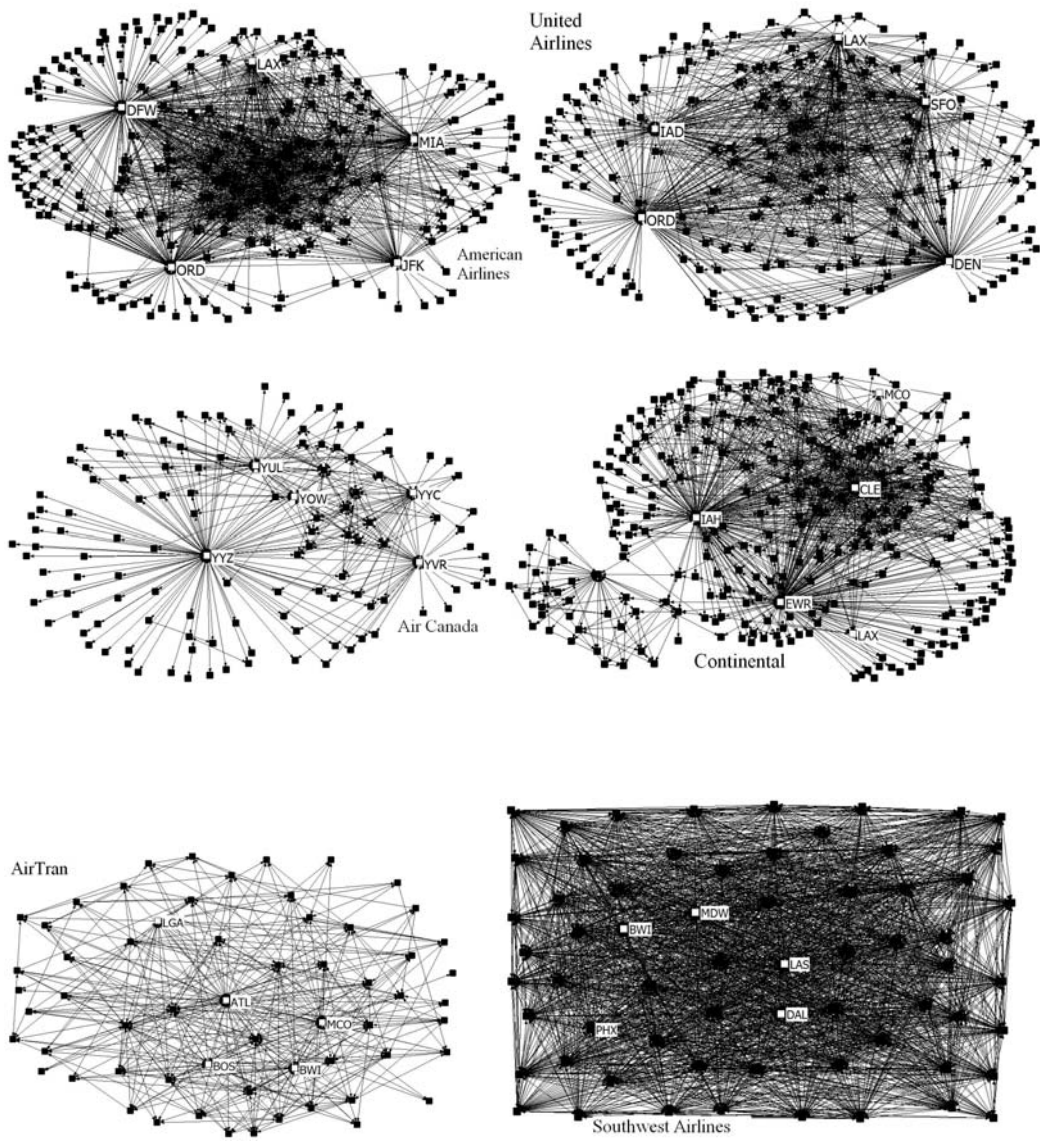 United
Airlines
LAX
LAX
DFW
SFO
IAD
MIA
ORD
ORD
JFK
American
Airlines
DEN
MCO
YUL
YYC
YOW
CLE
IAH
YYZ
YVR
EWR
Air Canada
LAX
Continental
AirTran
LGA
MDW
BWI
LAS
ATL
MCO
DAL
PHX
BOS
BWI
Southwest Airlines